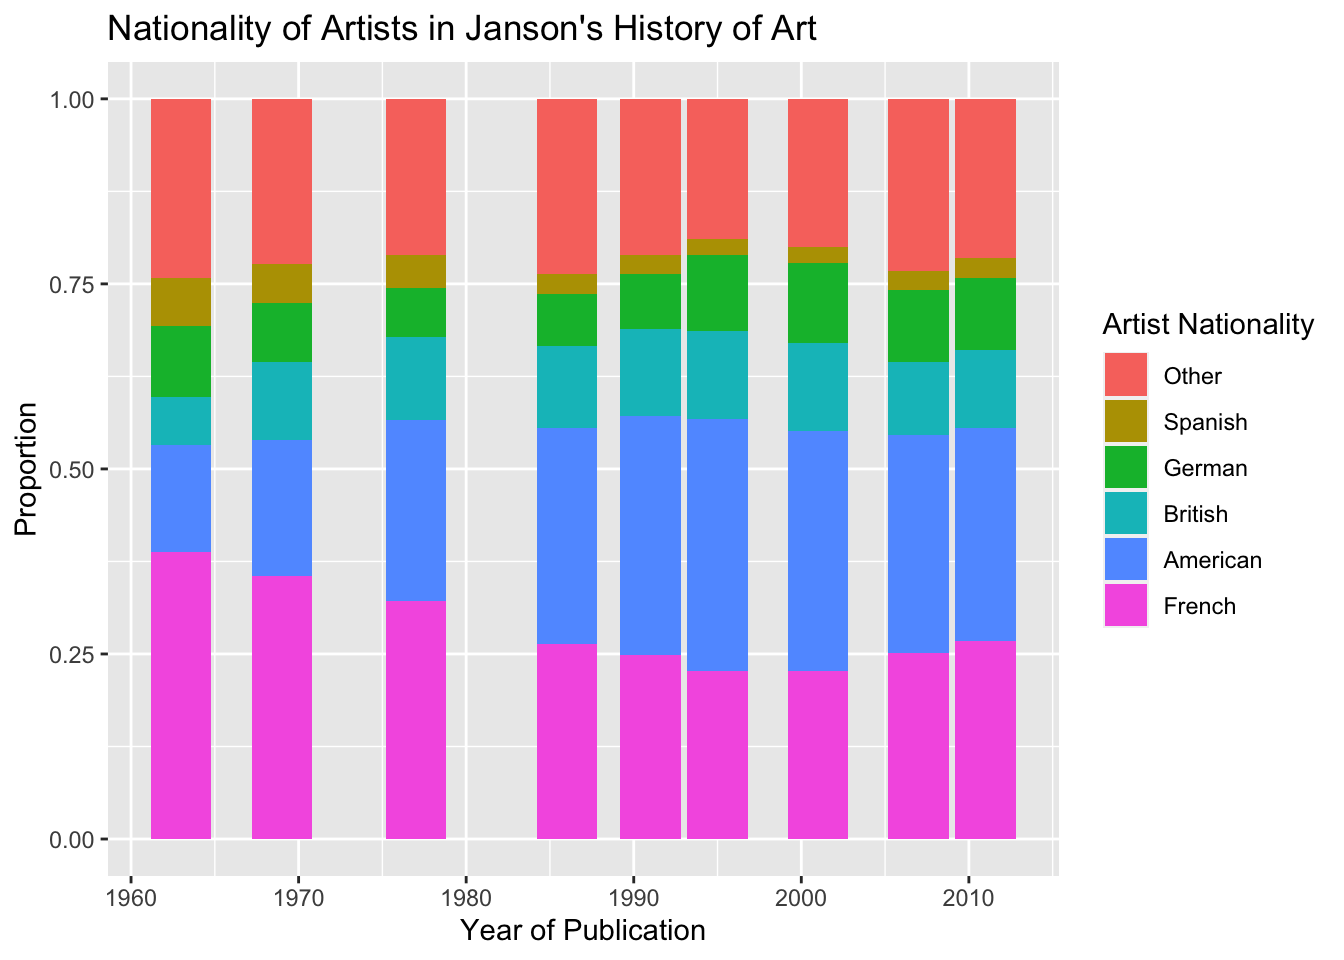 Nationality of Artists in Janson's History of Art
1.00
0.75
0.50
0.25
0.00
Proportion
1960 1970 1980 1990 2000 2010
Year of Publication
Artist Nationality
Other
Spanish
German
British
American
French